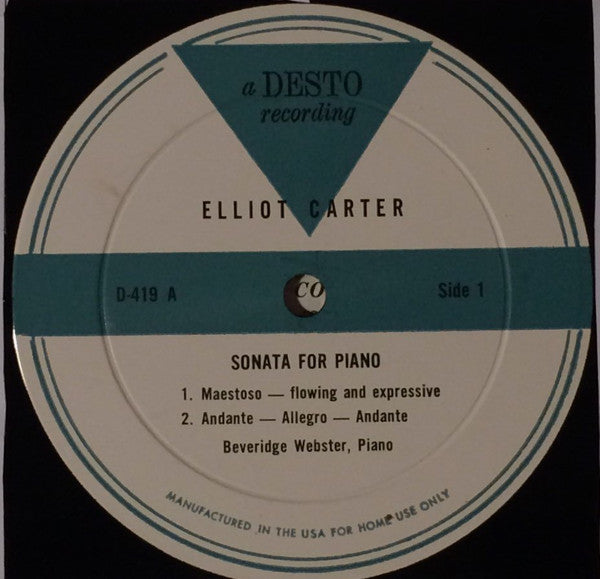 a DESTO
recording
ELLIOT CARTER
D-419 A
CO
Side 1
SONATA FOR PIANO
1. Maestoso — flowing and expressive
2. Andante — Allegro — Andante
Beveridge Webster, Piano
MANUFACTURED IN THE USA FOR HOME USE ONLY